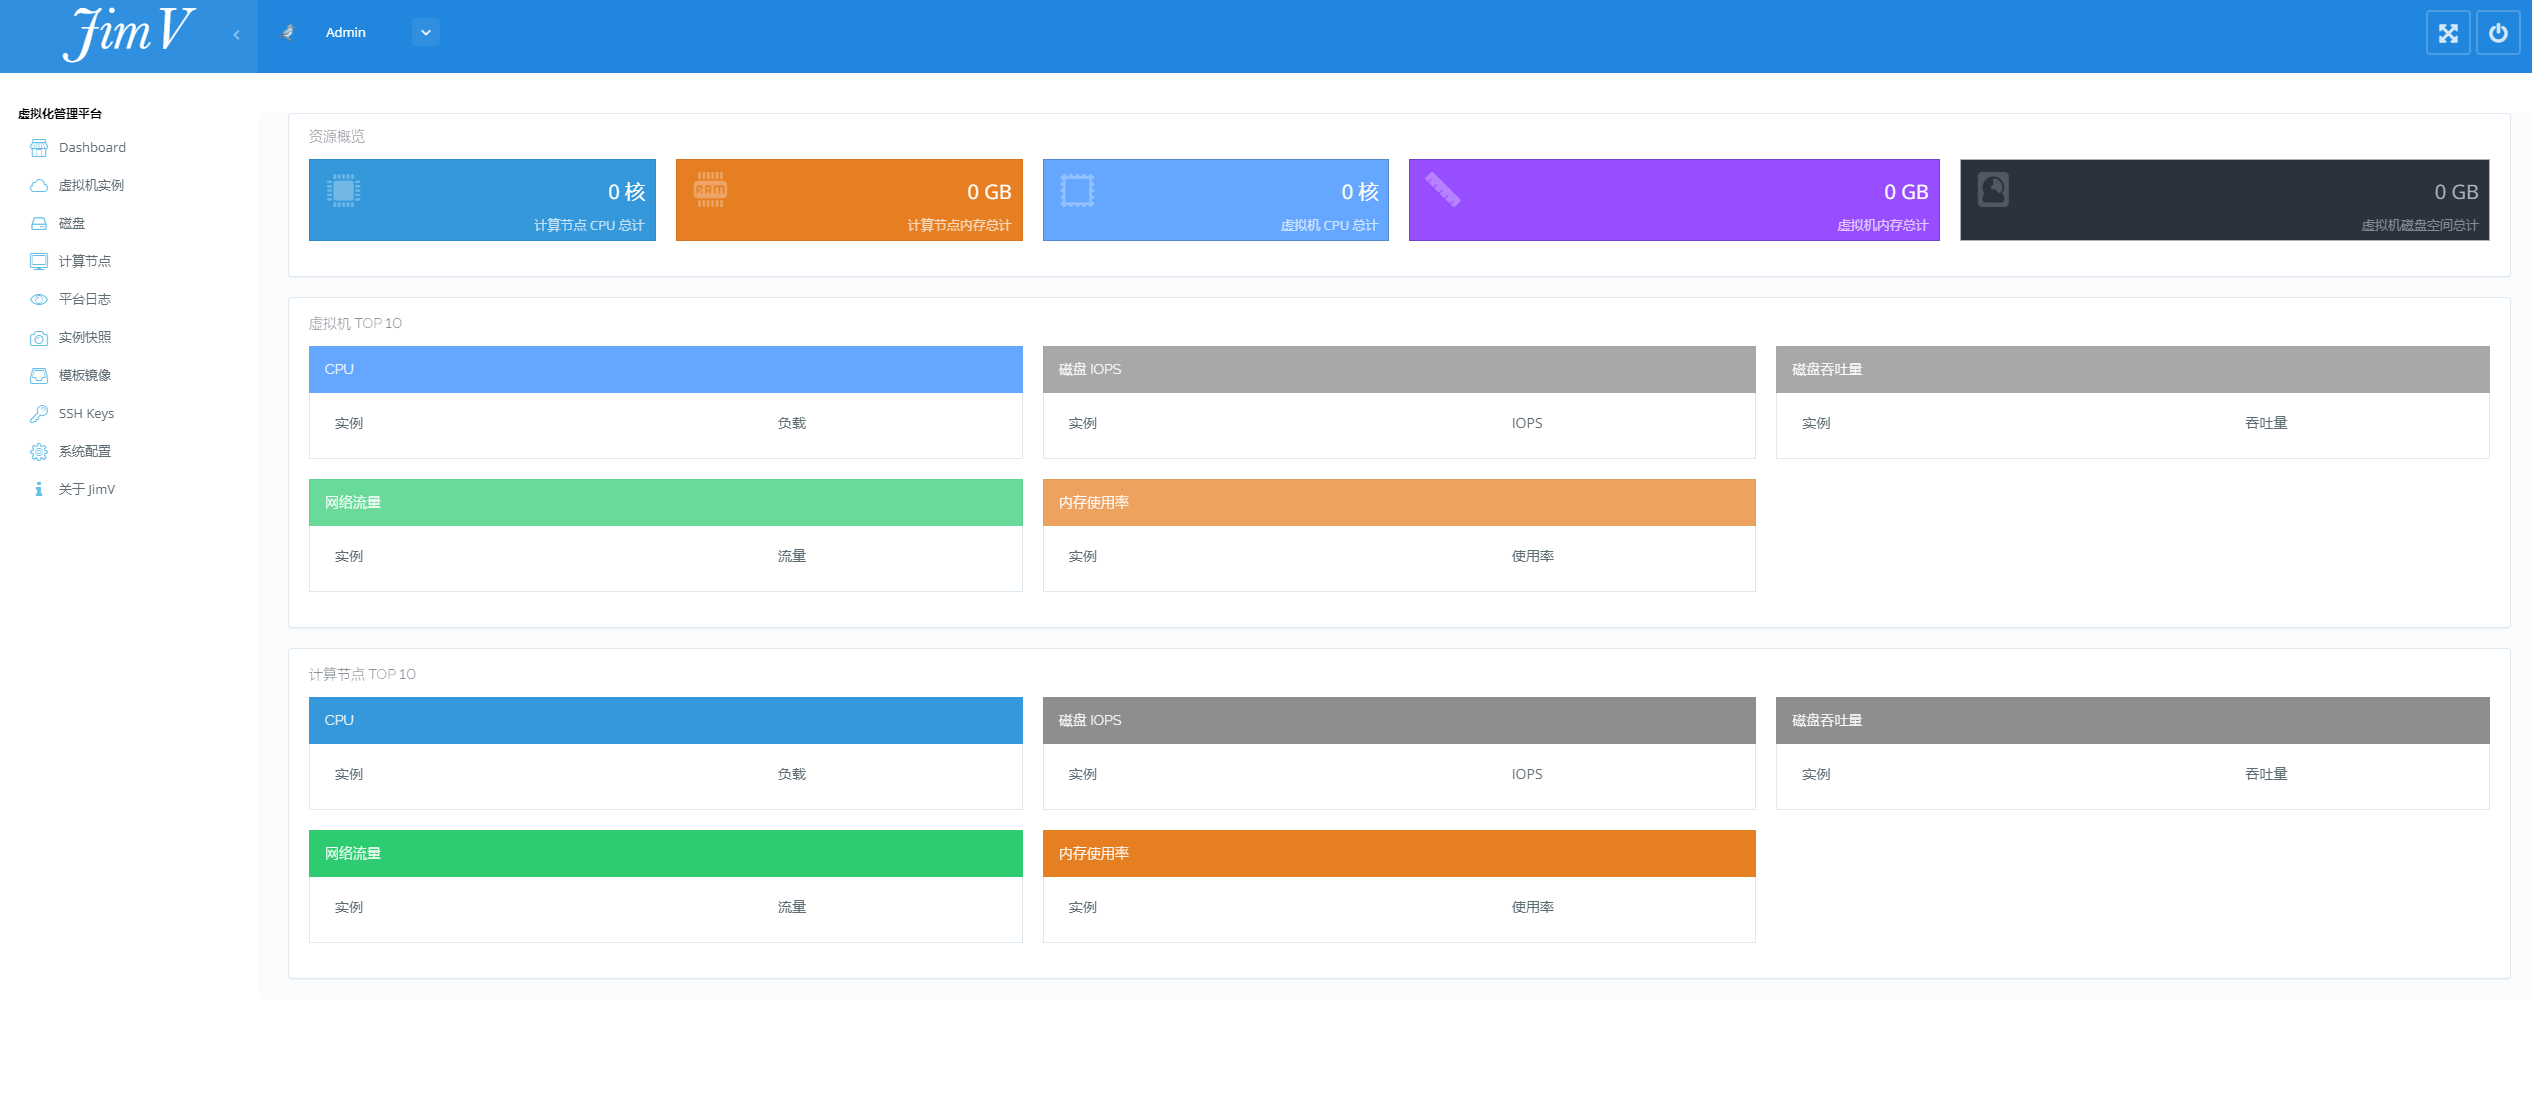 JimV
Admin
虚拟化管理平台
Dashboard
虚拟机实例
磁盘
计算节点
平台日志
实例快照
模板镜像
SSH Keys
系统配置
关于 JimV
资源概览
0 核
计算节点 CPU 总计
RAM
0 GB
计算节点内存总计
0 核
虚拟机 CPU 总计
0 GB
虚拟机内存总计
0 GB
虚拟机磁盘空间总计
虚拟机 TOP 10
CPU
实例 负载
磁盘 IOPS
实例 IOPS
磁盘吞吐量
实例 吞吐量
网络流量
实例 流量
内存使用率
实例 使用率
计算节点 TOP 10
CPU
实例 负载
磁盘 IOPS
实例 IOPS
磁盘吞吐量
实例 吞吐量
网络流量
实例 流量
内存使用率
实例 使用率